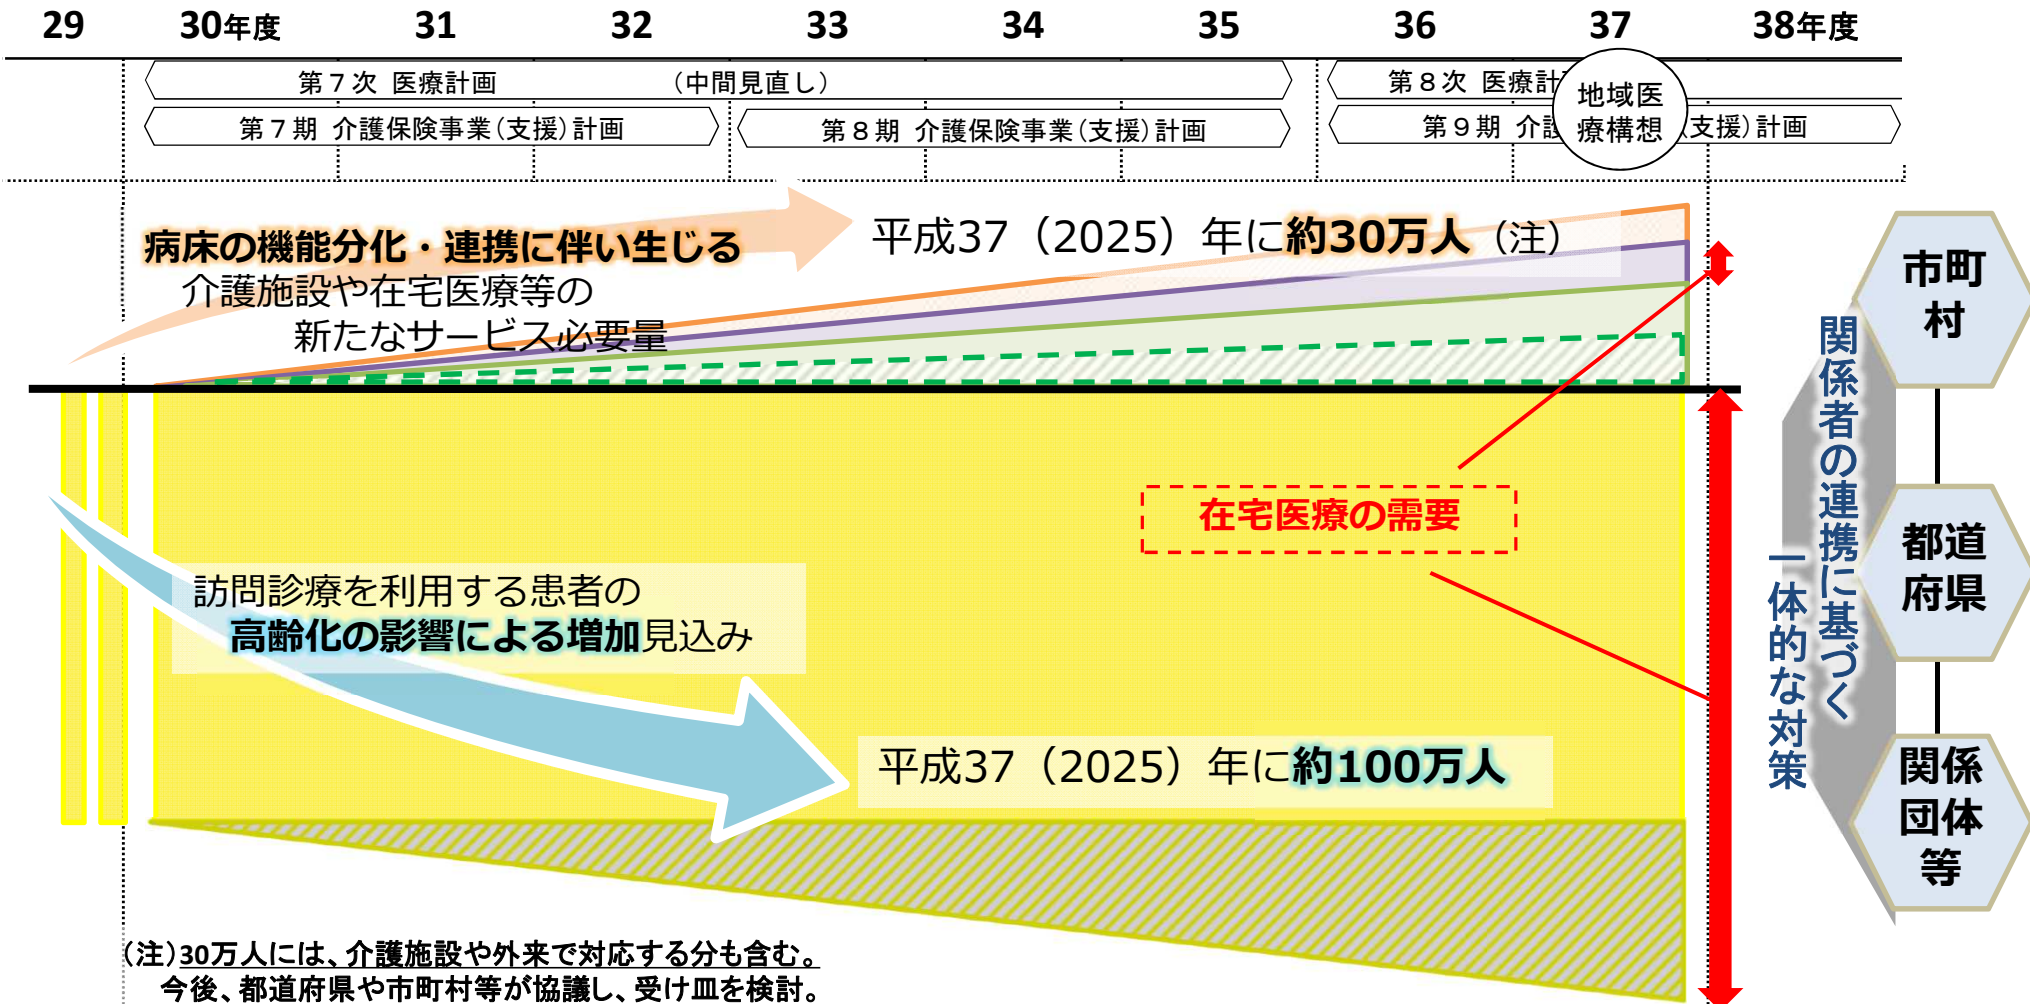 29 30年度 31 32 33 34 35 36 37 38年度
第7次 医療計画 (中間見直し)
第8次 医療計
第7期 介護保険事業(支援)計画
第8期 介護保険事業(支援)計画
第9期 介護 (支援)計画
地域医
療構想
病床の機能分化・連携に伴い生じる
介護施設や在宅医療等の
新たなサービス必要量
平成37(2025)年に約30万人(注)
在宅医療の需要
訪問診療を利用する患者の
高齢化の影響による増加見込み
平成37(2025)年に約100万人
関係者の連携に基づく
一体的な対策
市町
村
都道
府県
関係
団体
等
(注)30万人には、介護施設や外来で対応する分も含む。
今後、都道府県や市町村等が協議し、受け皿を検討。